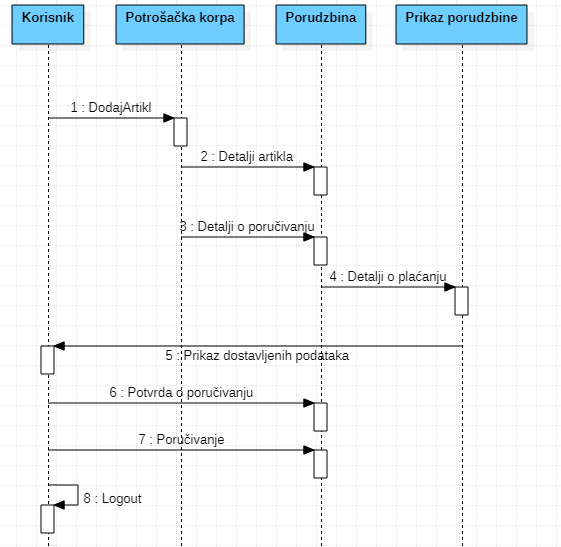 Korisnik
Potrošačka korpa
Porudzbina
Prikaz porudzbine
1 : DodajArtikl
2 : Detalji artikla
3 : Detalji o poručivanju
4 : Detalji o plaćanju
5 : Prikaz dostavljenih podataka
6 : Potvrda o poručivanju
7 : Poručivanje
8 : Logout